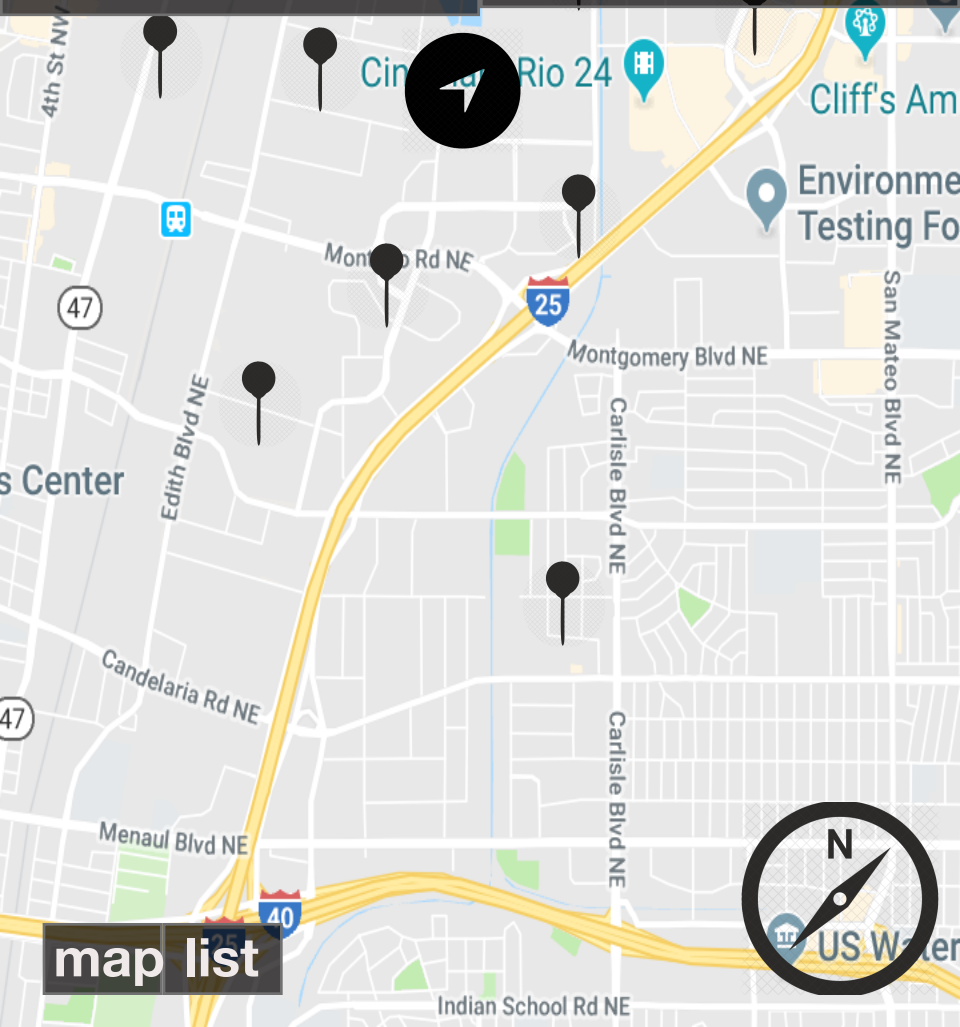 4th St NW
Rio 24
Cliff's Am
Environme
Testing Fo
Rd NE
47
25
San Mateo Blvd NE
Montgomery Blvd NE
Edith Blvd NE
Carlisle Blvd NE
s Center
Candelaria Rd NE
47
Carlisle Blvd NE
Menaul Blvd NE
N
40
25
map list
US Water
Indian School Rd NE